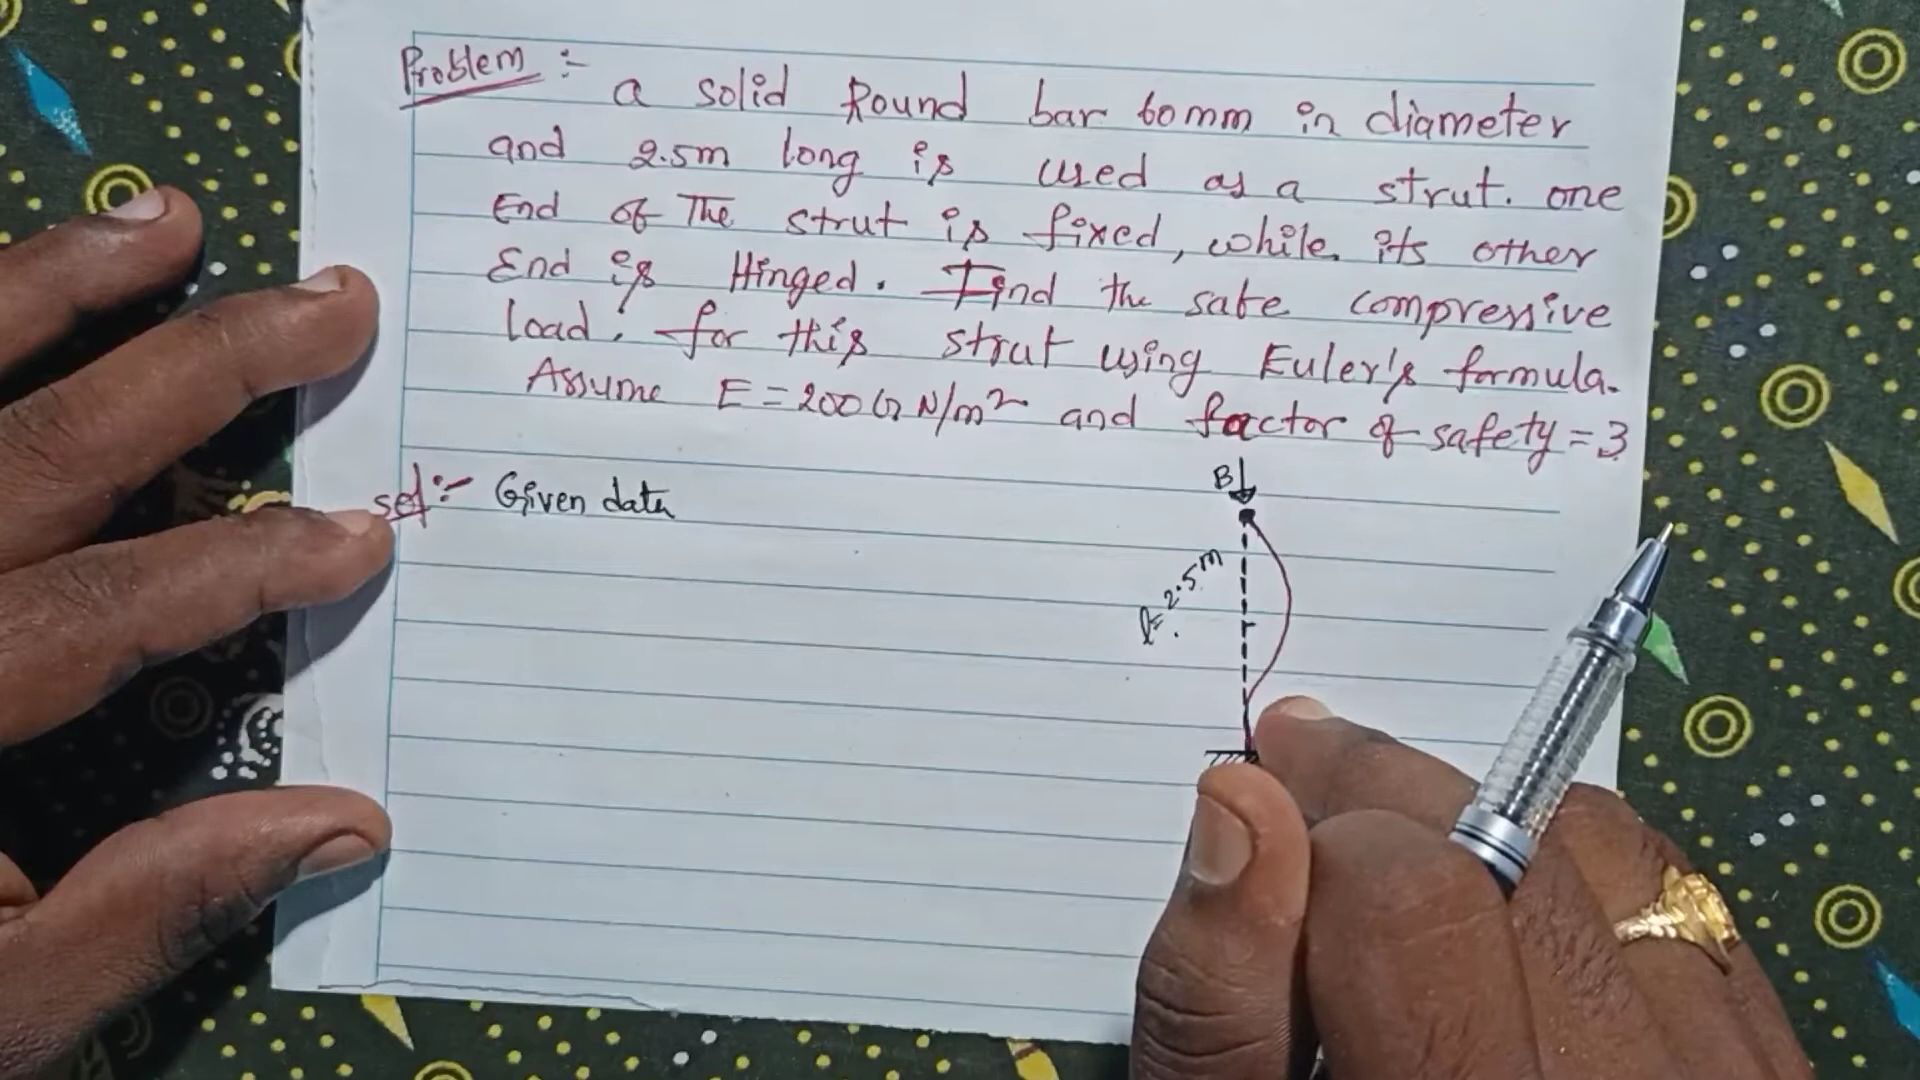 Problem :-
a solid Round bar 60mm in diameter
and 2.5m long is used as a strut. one
End of The strut is fixed, while its other
End is Hinged. Find the safe compressive
load, for this strut using Euler's formula.
Assume E = 200 GN/m² and factor of safety = 3
sol :- Given data
B
l = 2.5m